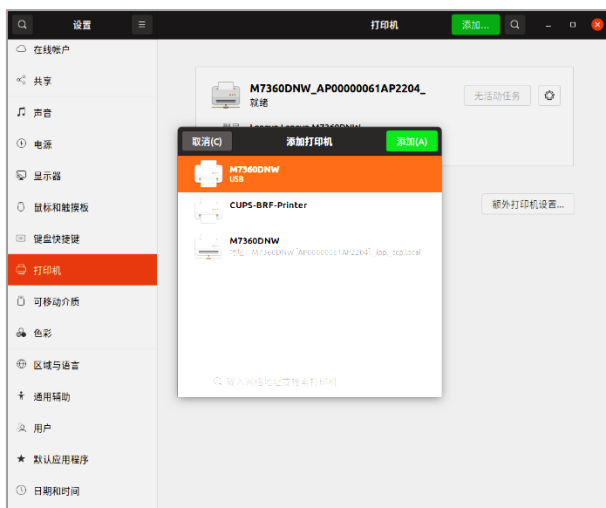 设置
打印机
添加...
在线帐户
共享
声音
电源
显示器
鼠标和触摸板
键盘快捷键
打印机
可移动介质
色彩
区域与语言
通用辅助
用户
默认应用程序
日期和时间
M7360DNW_AP00000061AP2204_
就绪
无活动任务
额外打印机设置...
取消(C)
添加打印机
添加(A)
M7360DNW
USB
CUPS-BRF-Printer
M7360DNW